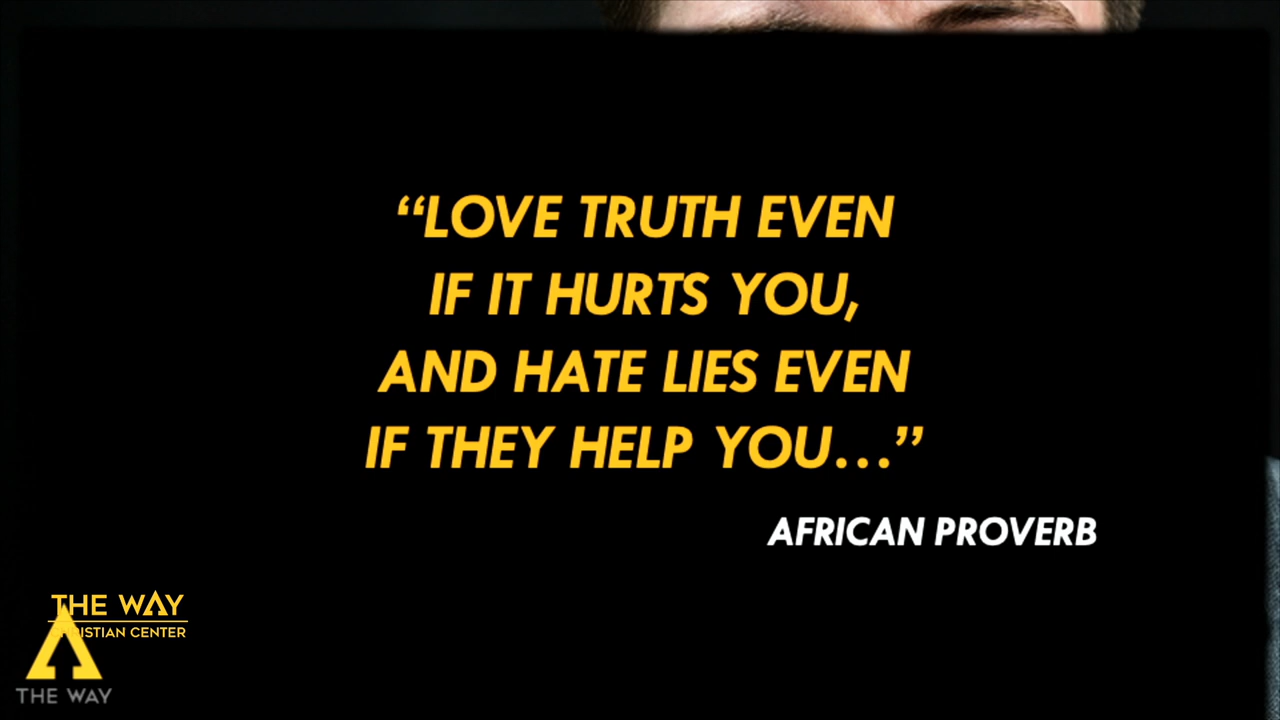 “LOVE TRUTH EVEN
IF IT HURTS YOU,
AND HATE LIES EVEN
IF THEY HELP YOU...”
AFRICAN PROVERB
THE WAY
CENTER
THE WAY